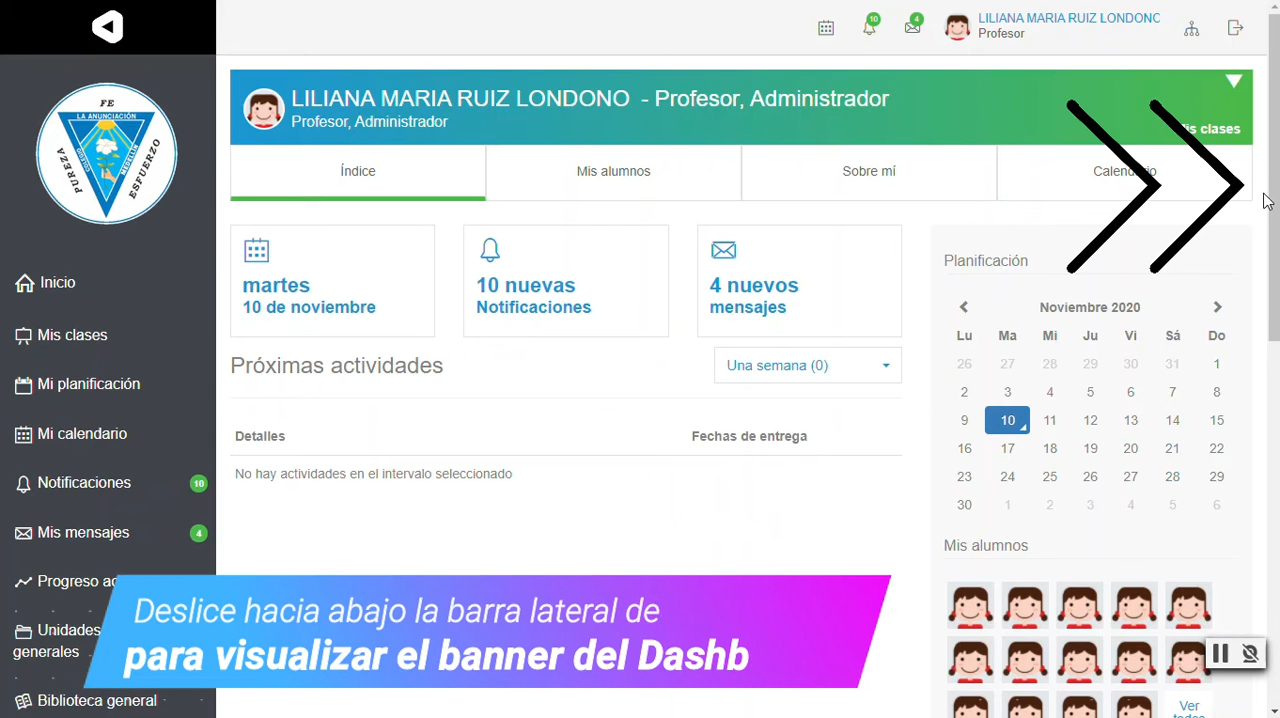 10
4
LILIANA MARIA RUIZ LONDONO
Profesor
FE
LA ANUNCIACIÓN
COLEGIO
MEDELLÍN
PUREZA
ESFUERZO
LILIANA MARIA RUIZ LONDONO - Profesor, Administrador
Profesor, Administrador
Mis clases
Índice
Mis alumnos
Sobre mí
Calendario
Inicio
Mis clases
Mi planificación
Mi calendario
Notificaciones 10
Mis mensajes 4
Progreso ac
Unidades
generales
Biblioteca general
martes
10 de noviembre
10 nuevas
Notificaciones
4 nuevos
mensajes
Próximas actividades
Una semana (0)
Detalles
Fechas de entrega
No hay actividades en el intervalo seleccionado
Planificación
Noviembre 2020
Lu Ma Mi Ju Vi Sá Do
26 27 28 29 30 31 1
2 3 4 5 6 7 8
9 10 11 12 13 14 15
16 17 18 19 20 21 22
23 24 25 26 27 28 29
30 1 2 3 4 5 6
Mis alumnos
Ver
todos
Deslice hacia abajo la barra lateral de
para visualizar el banner del Dashb